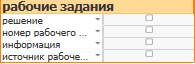 рабочие задания
решение
номер рабочего ...
информация
источник рабоче...